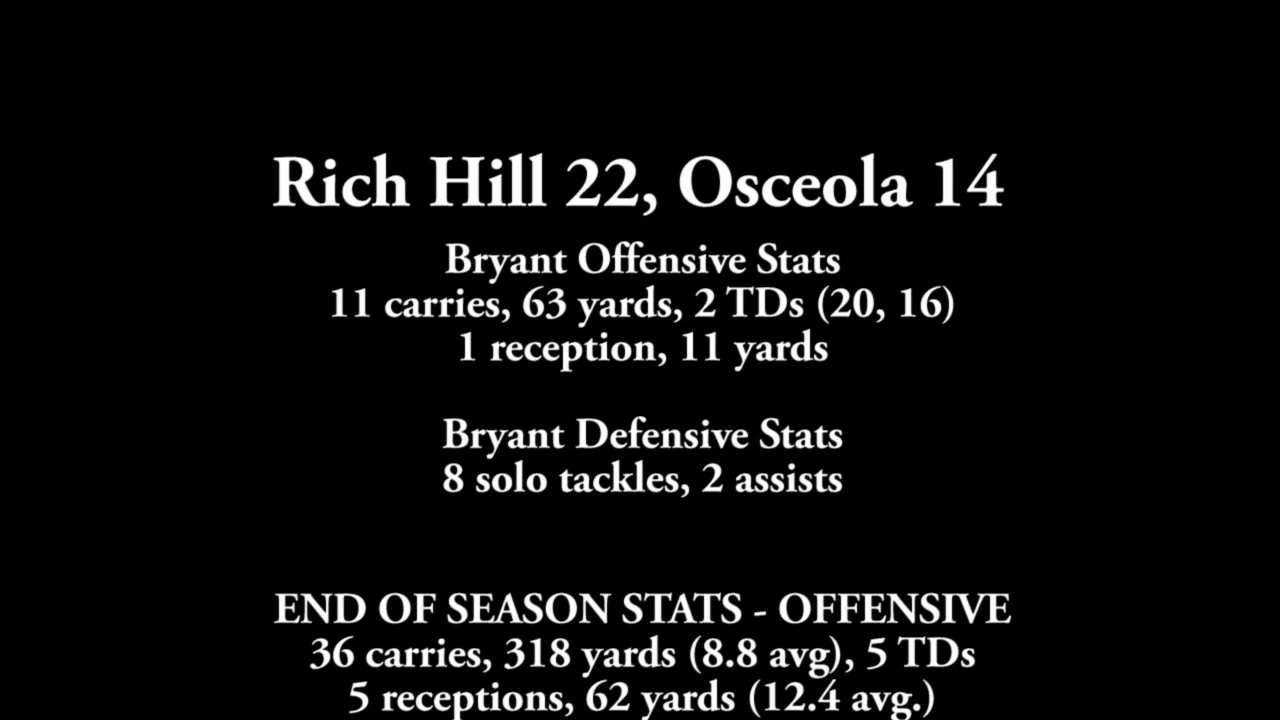 Rich Hill 22, Osceola 14
Bryant Offensive Stats
11 carries, 63 yards, 2 TDs (20, 16)
1 reception, 11 yards
Bryant Defensive Stats
8 solo tackles, 2 assists
END OF SEASON STATS - OFFENSIVE
36 carries, 318 yards (8.8 avg), 5 TDs
5 receptions, 62 yards (12.4 avg.)